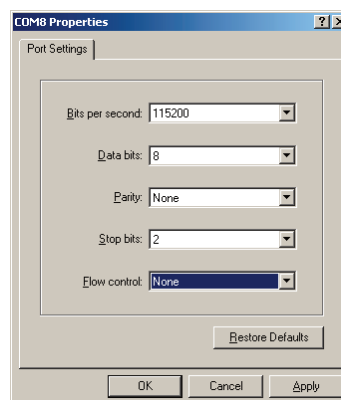 COM8 Properties
Port Settings
Bits per second: 115200
Data bits: 8
Parity: None
Stop bits: 2
Flow control: None
Restore Defaults
OK Cancel Apply